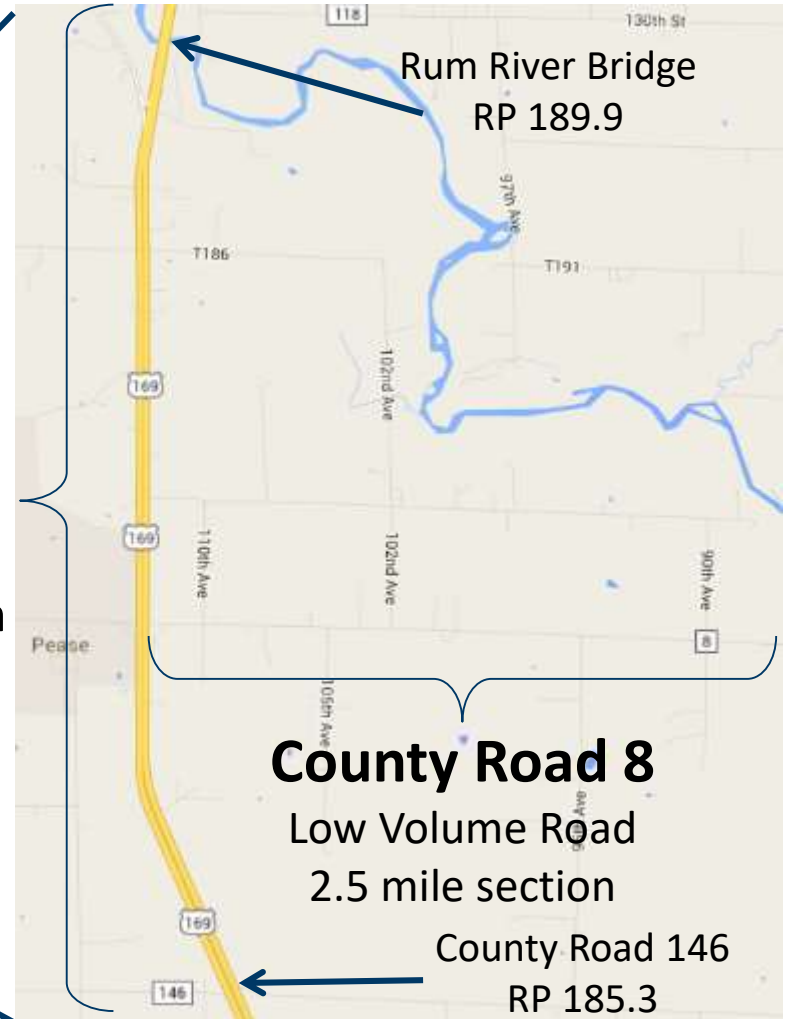 118
130th St
Rum River Bridge
RP 189.9
97th Ave
T186
T191
169
102nd Ave
169
110th Ave
102nd Ave
90th Ave
Pease
8
105th Ave
County Road 8
Low Volume Road
95th Ave
2.5 mile section
169
County Road 146
146
RP 185.3